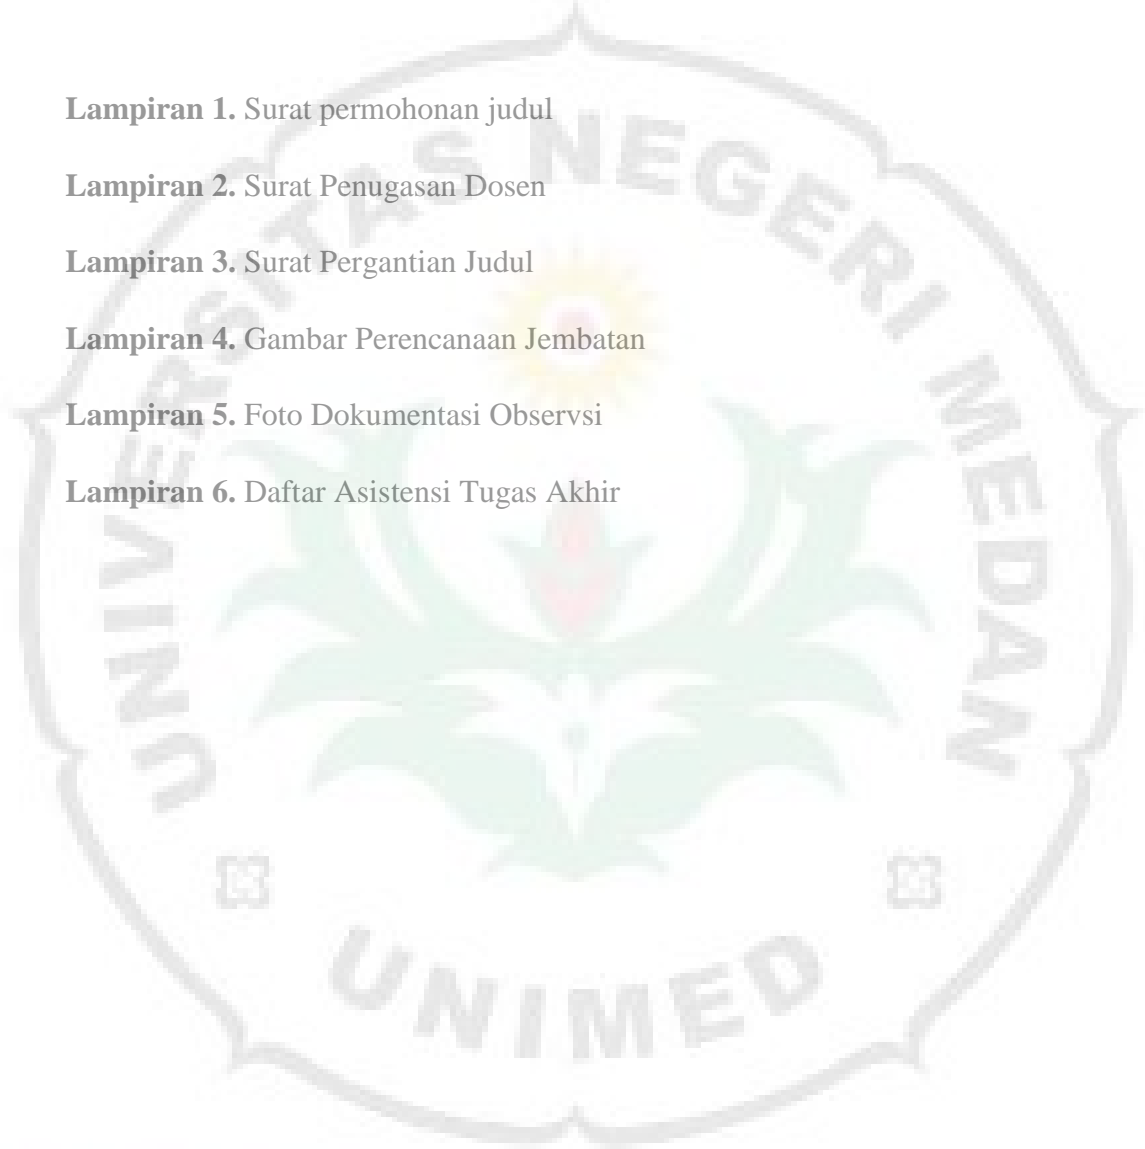 Lampiran 1. Surat permohonan judul
Lampiran 2. Surat Penugasan Dosen
Lampiran 3. Surat Pergantian Judul
Lampiran 4. Gambar Perencanaan Jembatan
Lampiran 5. Foto Dokumentasi Observsi
Lampiran 6. Daftar Asistensi Tugas Akhir
UNIVERSITAS NEGERI MEDAN
UNIMED